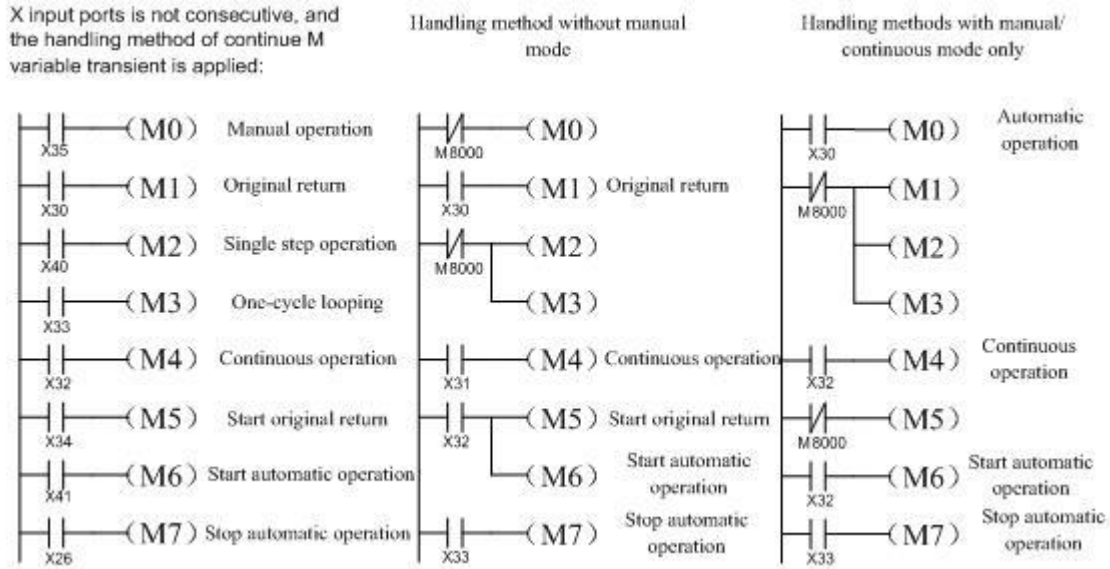 X input ports is not consecutive, and
the handling method of continue M
variable transient is applied:
X35 (M0) Manual operation
X30 (M1) Original return
X40 (M2) Single step operation
X33 (M3) One-cycle looping
X32 (M4) Continuous operation
X34 (M5) Start original return
X41 (M6) Start automatic operation
X26 (M7) Stop automatic operation
Handling method without manual
mode
M8000 (M0)
X30 (M1) Original return
M8000 (M2)
(M3)
X31 (M4) Continuous operation
X32 (M5) Start original return
(M6) Start automatic
operation
X33 (M7) Stop automatic
operation
Handling methods with manual/
continuous mode only
X30 (M0) Automatic
operation
M8000 (M1)
(M2)
(M3)
X32 (M4) Continuous
operation
M8000 (M5)
X32 (M6) Start automatic
operation
X33 (M7) Stop automatic
operation